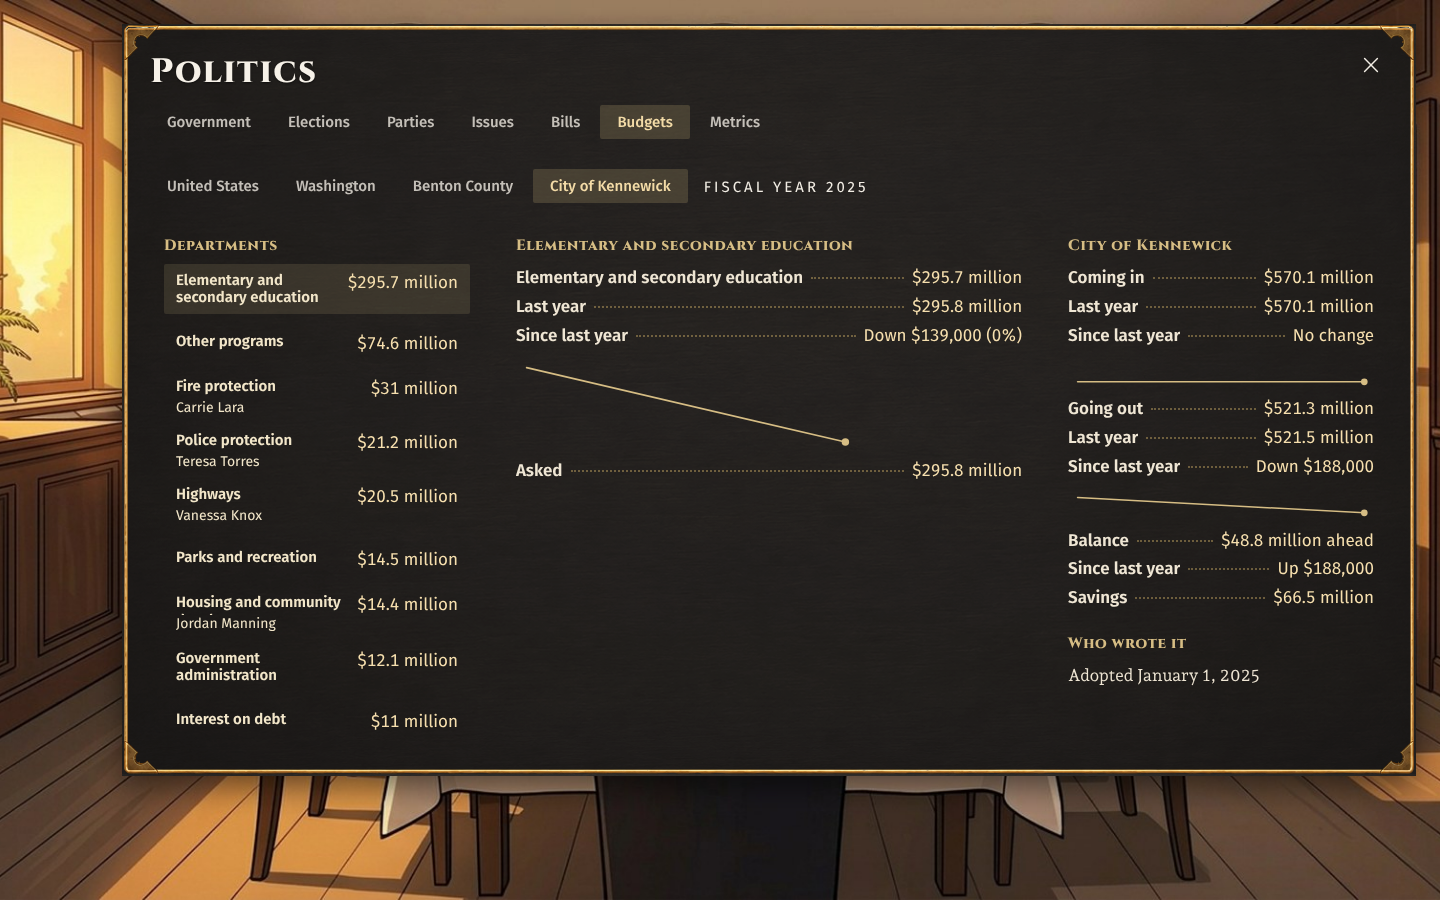 Politics
Government Elections Parties Issues Bills Budgets Metrics
United States Washington Benton County City of Kennewick FISCAL YEAR 2025
Departments
Elementary and secondary education $295.7 million
Other programs $74.6 million
Fire protection $31 million
Carrie Lara
Police protection $21.2 million
Teresa Torres
Highways $20.5 million
Vanessa Knox
Parks and recreation $14.5 million
Housing and community $14.4 million
Jordan Manning
Government administration $12.1 million
Interest on debt $11 million
Elementary and secondary education
Elementary and secondary education $295.7 million
Last year $295.8 million
Since last year Down $139,000 (0%)
Asked $295.8 million
City of Kennewick
Coming in $570.1 million
Last year $570.1 million
Since last year No change
Going out $521.3 million
Last year $521.5 million
Since last year Down $188,000
Balance $48.8 million ahead
Since last year Up $188,000
Savings $66.5 million
Who wrote it
Adopted January 1, 2025